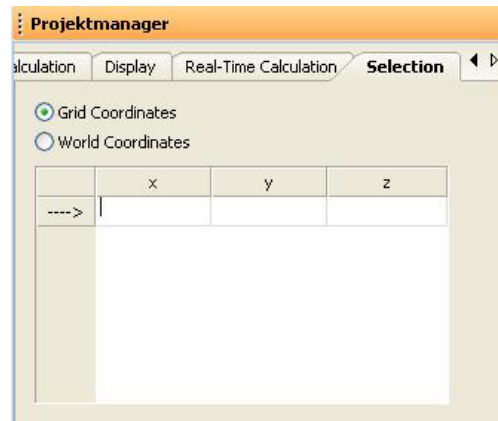 Projektmanager
alculation Display Real-Time Calculation Selection
Grid Coordinates
World Coordinates
x y z
---->